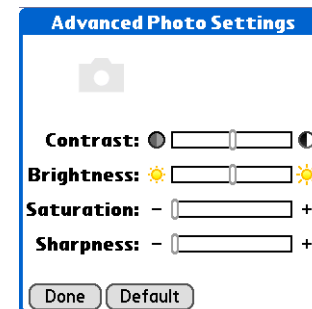 Advanced Photo Settings
Contrast:
Brightness:
Saturation: - +
Sharpness: - +
Done Default